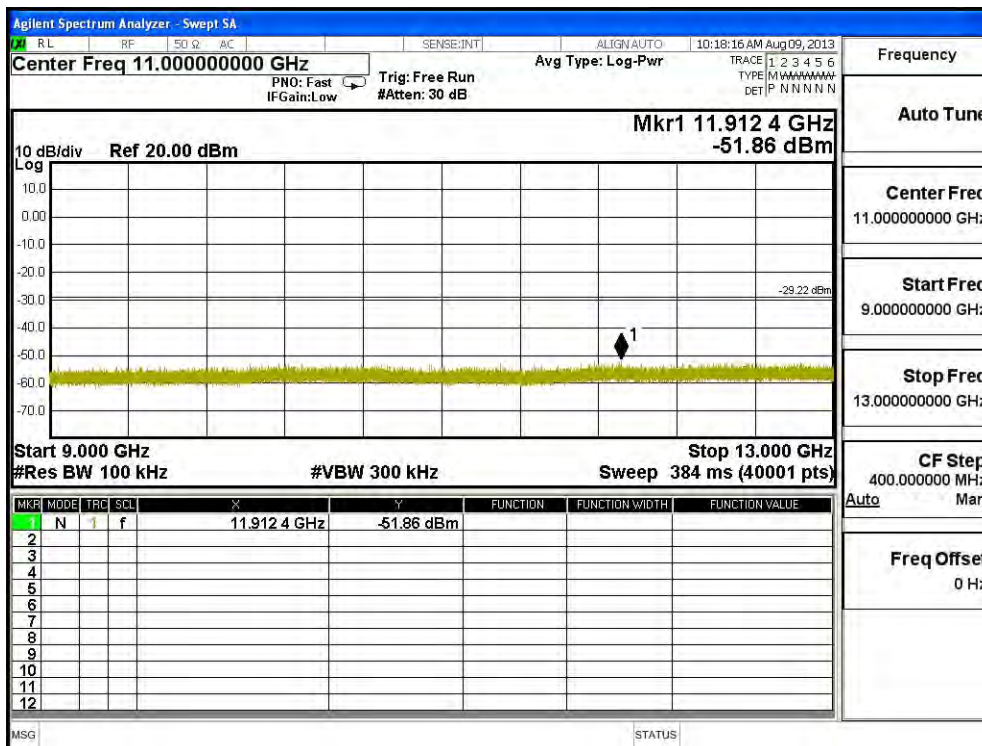 Agilent Spectrum Analyzer - Swept SA
RL RF 50 Ω AC SENSE:INT ALIGN AUTO 10:18:16 AM Aug 09, 2013
Center Freq 11.000000000 GHz
PNO: Fast
IFGain:Low
Trig: Free Run
#Atten: 30 dB
Avg Type: Log-Pwr
TRACE 1 2 3 4 5 6
TYPE M
DET P N N N N N
Mkr1 11.912 4 GHz
-51.86 dBm
10 dB/div Ref 20.00 dBm
Log
10.0
0.00
-10.0
-20.0
-29.22 dBm
-30.0
-40.0
1
-50.0
-60.0
-70.0
Start 9.000 GHz Stop 13.000 GHz
#Res BW 100 kHz #VBW 300 kHz Sweep 384 ms (40001 pts)
MKR MODE TRC SCL X Y FUNCTION FUNCTION WIDTH FUNCTION VALUE
1 N 1 f 11.912 4 GHz -51.86 dBm
2
3
4
5
6
7
8
9
10
11
12
MSG STATUS
Frequency
Auto Tune
Center Freq
11.000000000 GHz
Start Freq
9.000000000 GHz
Stop Freq
13.000000000 GHz
CF Step
400.000000 MHz
Auto Man
Freq Offset
0 Hz